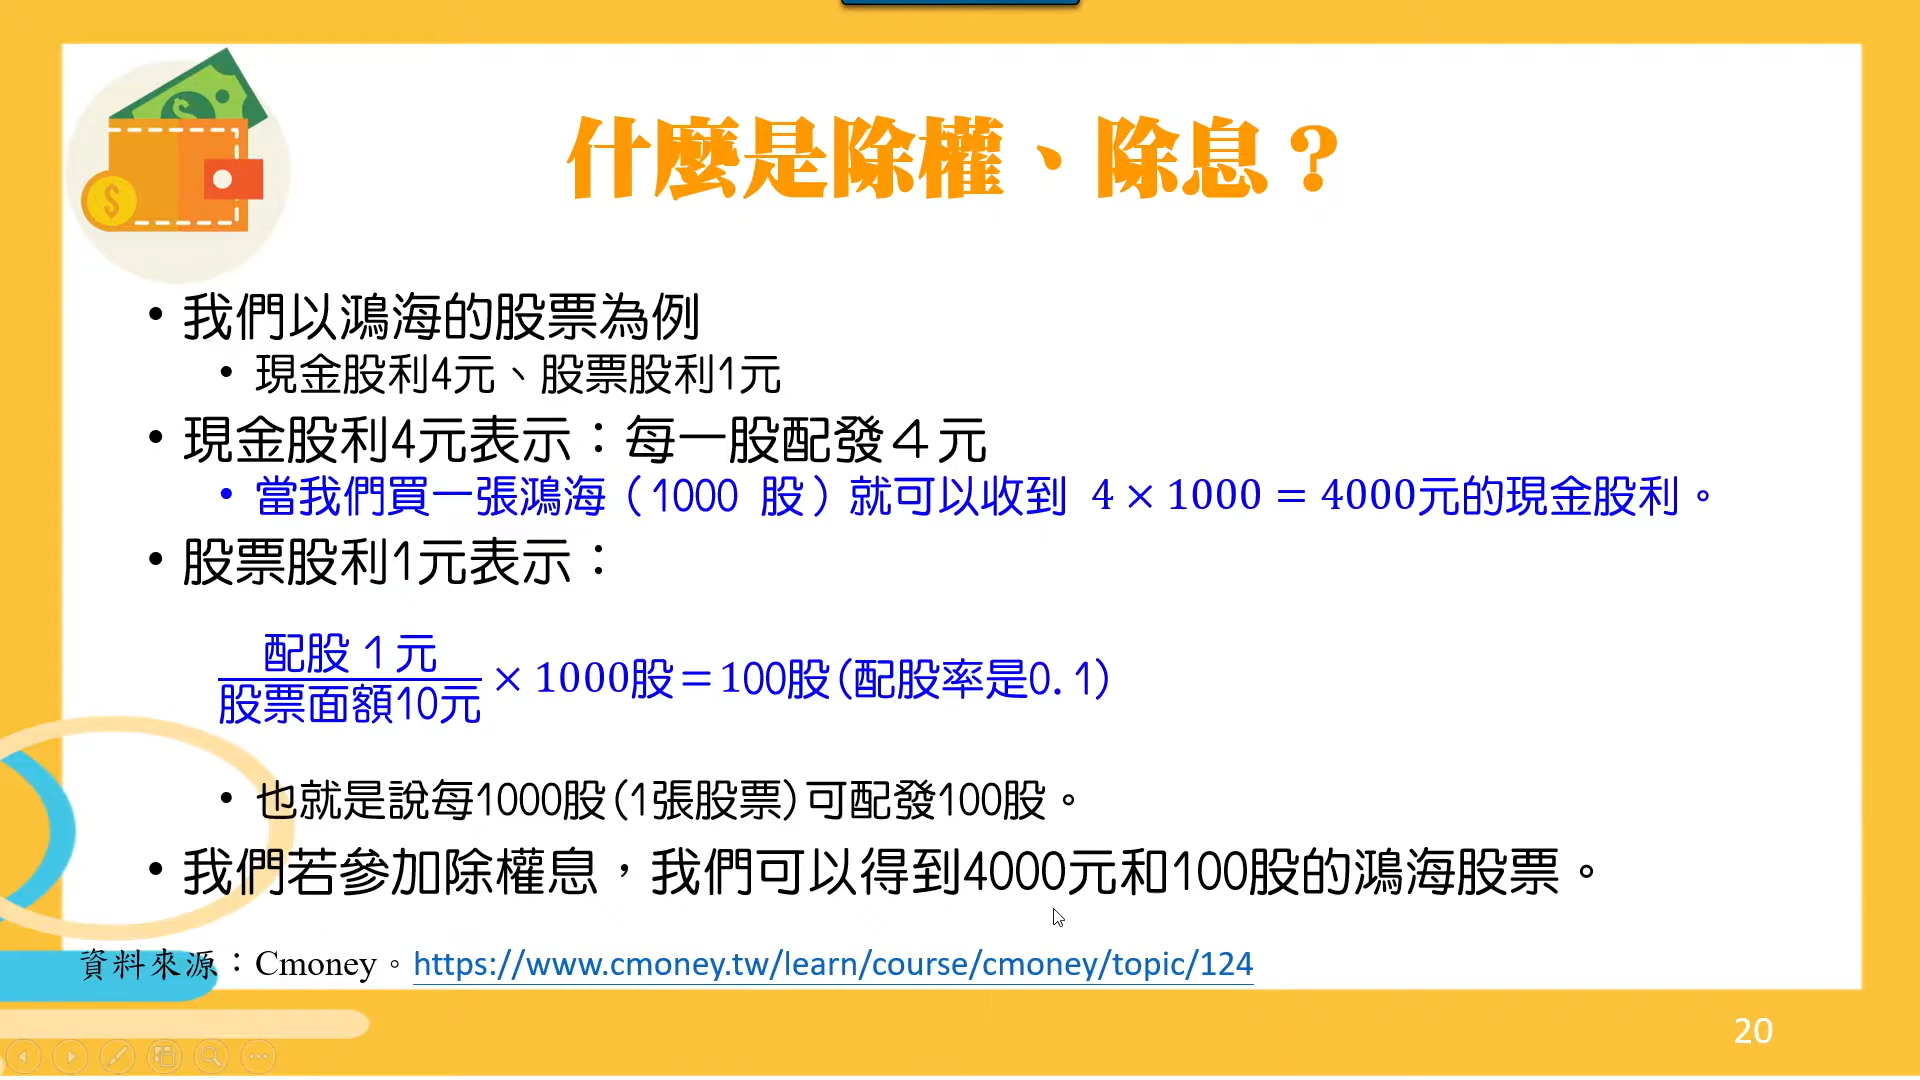 什麼是除權、除息？
• 我們以鴻海的股票為例
• 現金股利4元、股票股利1元
• 現金股利4元表示：每一股配發４元
• 當我們買一張鴻海（1000 股）就可以收到 4 × 1000 = 4000元的現金股利。
• 股票股利1元表示：
配股１元
股票面額10元
× 1000股＝100股(配股率是0.1)
• 也就是說每1000股(1張股票)可配發100股。
• 我們若參加除權息，我們可以得到4000元和100股的鴻海股票。
資料來源：Cmoney。https://www.cmoney.tw/learn/course/cmoney/topic/124
20